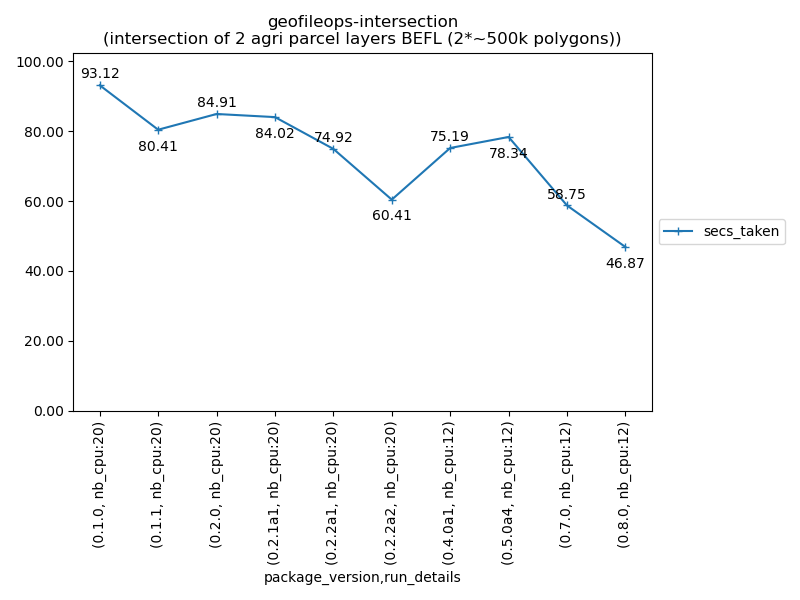 geofileops-intersection
(intersection of 2 agri parcel layers BEFL (2*~500k polygons))
100.00
80.00
60.00
40.00
20.00
0.00
93.12
80.41
84.91
84.02
74.92
60.41
75.19
78.34
58.75
46.87
secs_taken
(0.1.0, nb_cpu:20)
(0.1.1, nb_cpu:20)
(0.2.0, nb_cpu:20)
(0.2.1a1, nb_cpu:20)
(0.2.2a1, nb_cpu:20)
(0.2.2a2, nb_cpu:20)
(0.4.0a1, nb_cpu:12)
(0.5.0a4, nb_cpu:12)
(0.7.0, nb_cpu:12)
(0.8.0, nb_cpu:12)
package_version,run_details